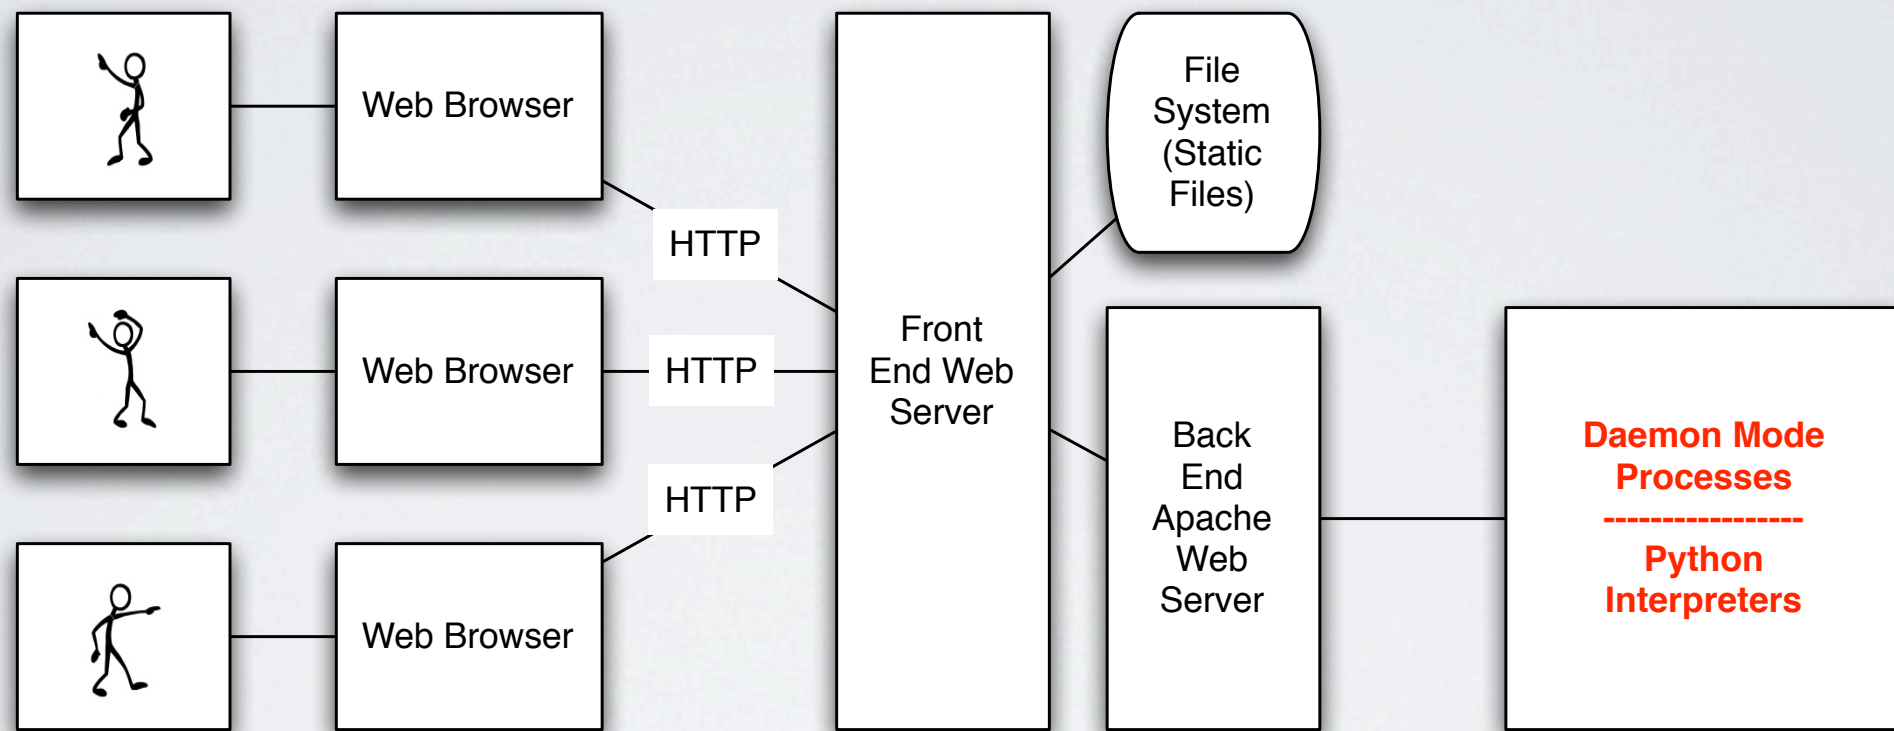 Web Browser
HTTP
Web Browser
HTTP
HTTP
Web Browser
Front
End Web
Server
File
System
(Static
Files)
Back
End
Apache
Web
Server
Daemon Mode
Processes
-----------------
Python
Interpreters